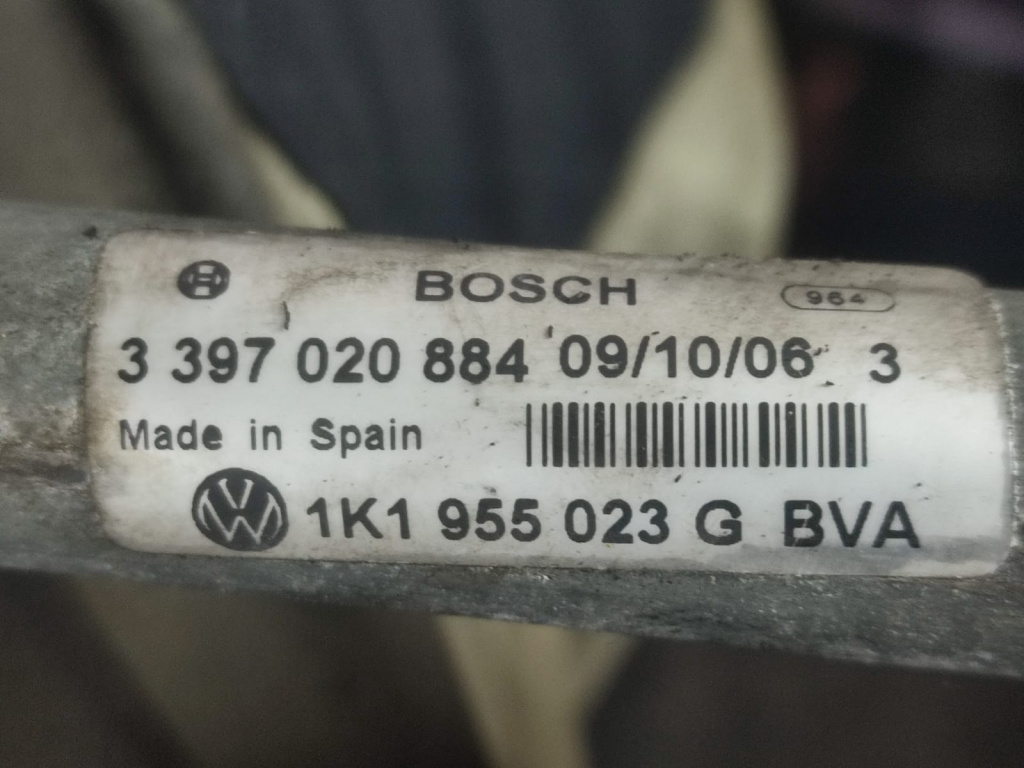 BOSCH 964
3 397 020 884 09/10/06 3
Made in Spain
1K1 955 023 G BVA